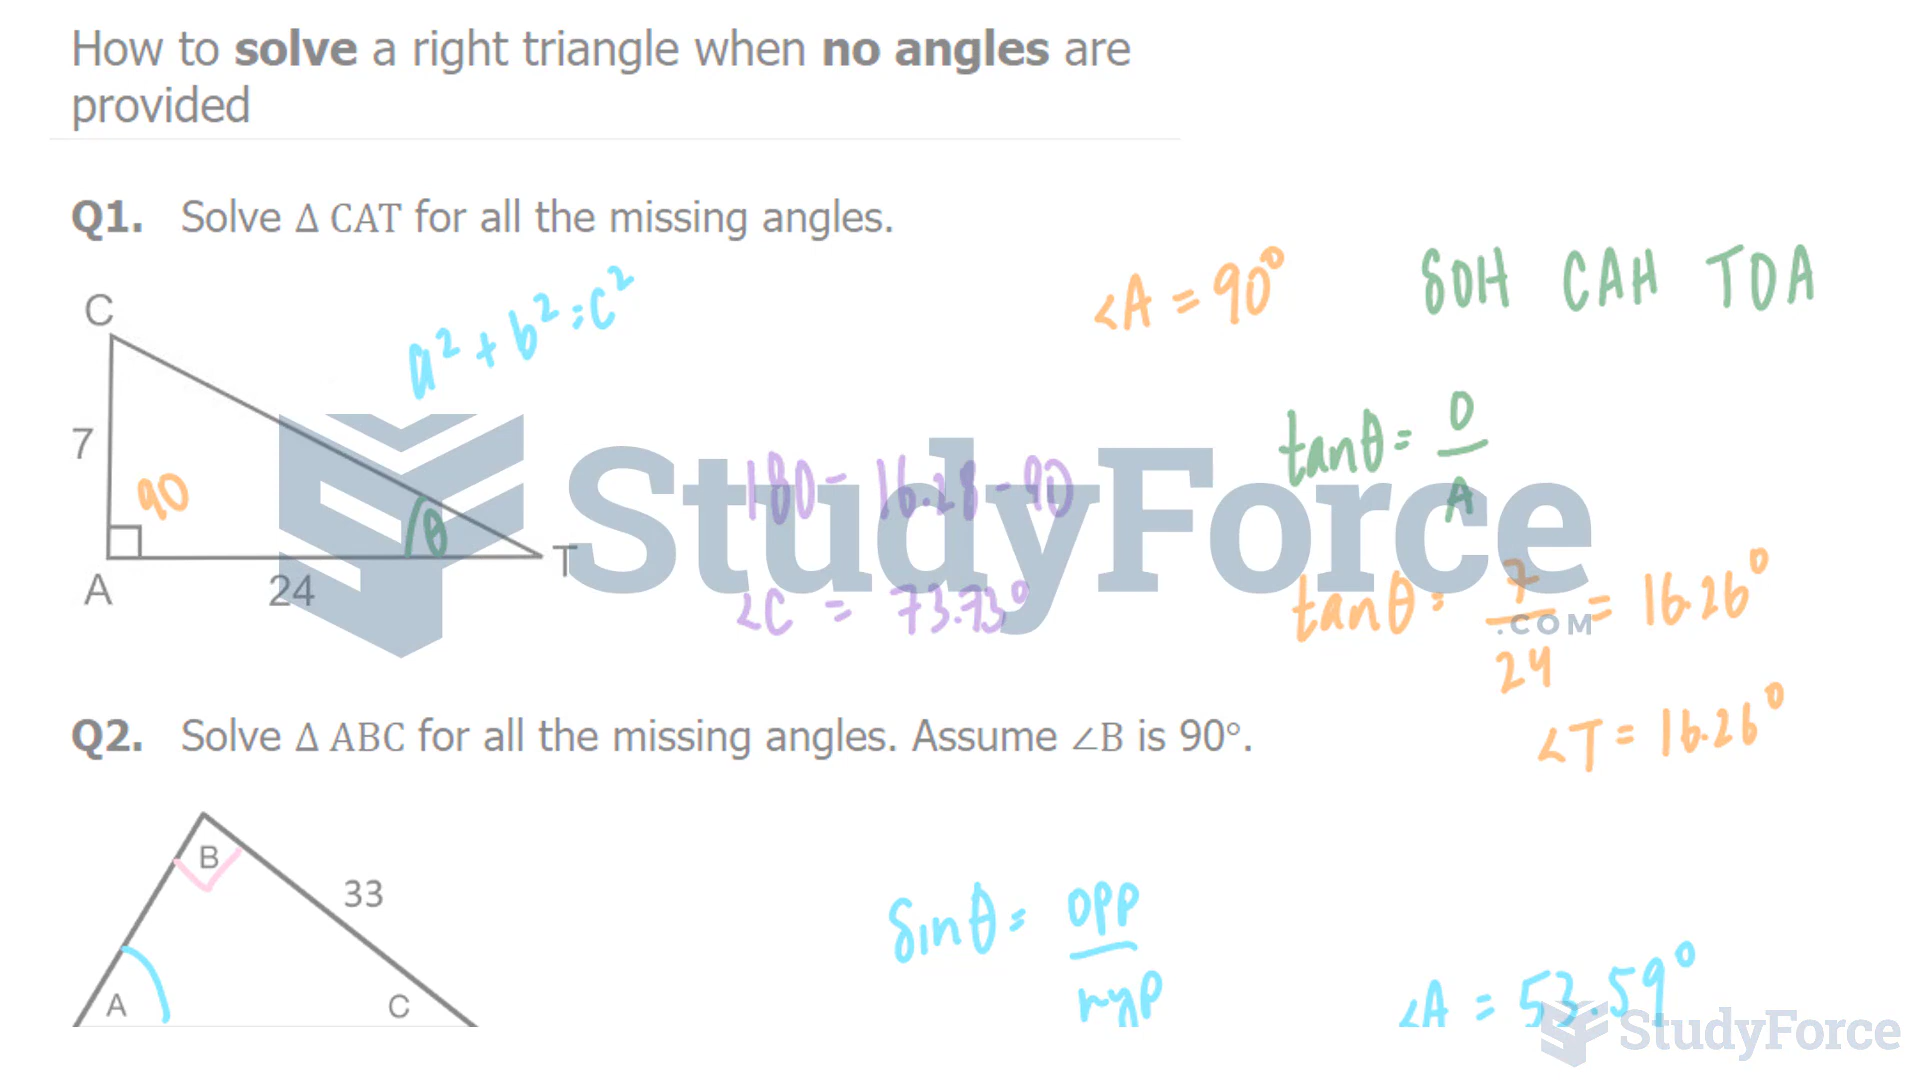 How to solve a right triangle when no angles are
provided
Q1. Solve Δ CAT for all the missing angles.
C
a² + b² = c²
∠A = 90°
SOH CAH TOA
7
90
θ
A
24
T
180 - 16.28 - 90
∠C = 73.73°
tanθ = O
A
tanθ = 7
24
= 16.26°
∠T = 16.26°
StudyForce
.COM
Q2. Solve Δ ABC for all the missing angles. Assume ∠B is 90°.
B
33
A
C
sinθ = opp
hyp
∠A = 53.59°
StudyForce